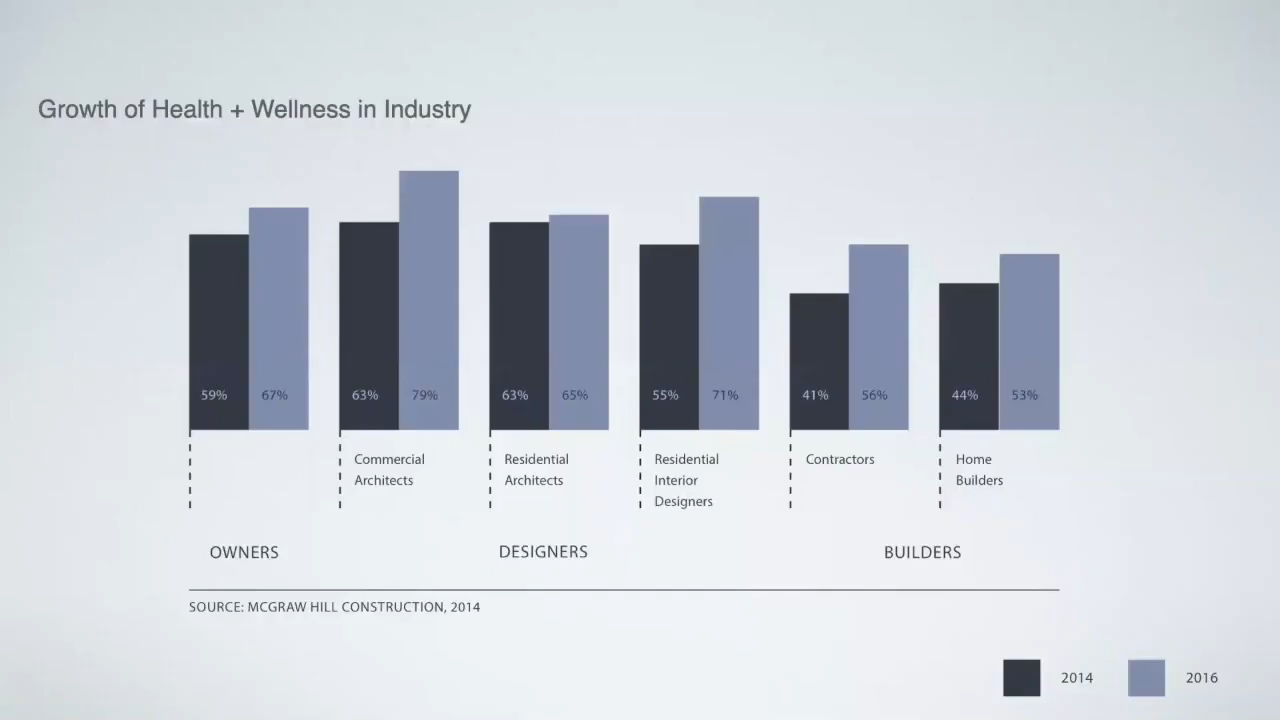 Growth of Health + Wellness in Industry
59% 67% 63% 79% 63% 65% 55% 71% 41% 56% 44% 53%
Commercial
Architects
Residential
Architects
Residential
Interior
Designers
Contractors
Home
Builders
OWNERS DESIGNERS BUILDERS
SOURCE: MCGRAW HILL CONSTRUCTION, 2014
2014 2016